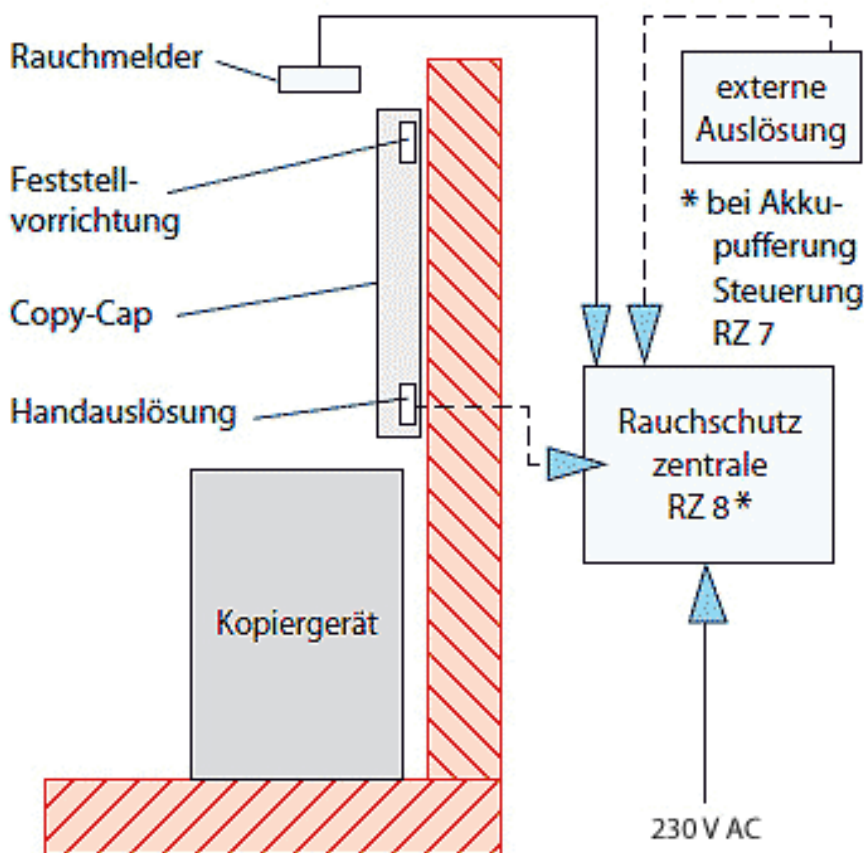 Rauchmelder
Feststell-
vorrichtung
Copy-Cap
Handauslösung
Kopiergerät
externe
Auslösung
* bei Akku-
pufferung
Steuerung
RZ 7
Rauchschutz
zentrale
RZ 8*
230 V AC